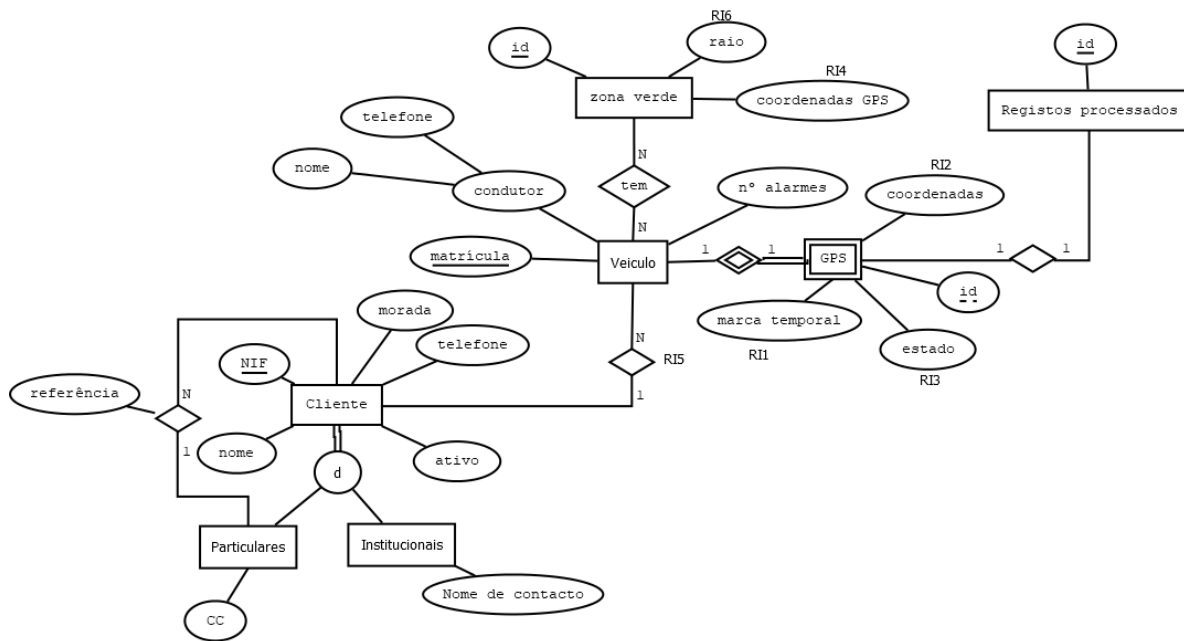 RI6
id
raio
id
RI4
zona verde
coordenadas GPS
Registos processados
telefone
N
RI2
nome
condutor
tem
nº alarmes
coordenadas
N
matrícula
Veiculo
1
1
GPS
1
1
id
morada
marca temporal
N
RI1
estado
RI3
RI5
telefone
NIF
1
referência
N
Cliente
1
nome
ativo
d
Particulares
Institucionais
Nome de contacto
CC